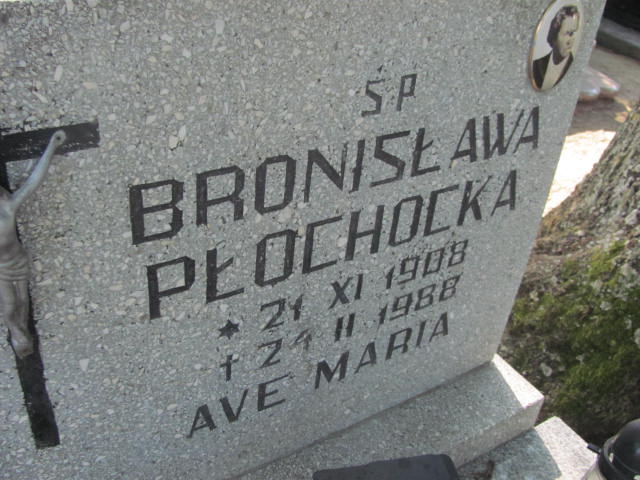 ŚP
BRONISŁAWA
PŁOCHOCKA
★ 21 XI 1908
† 24 II 1988
AVE MARIA